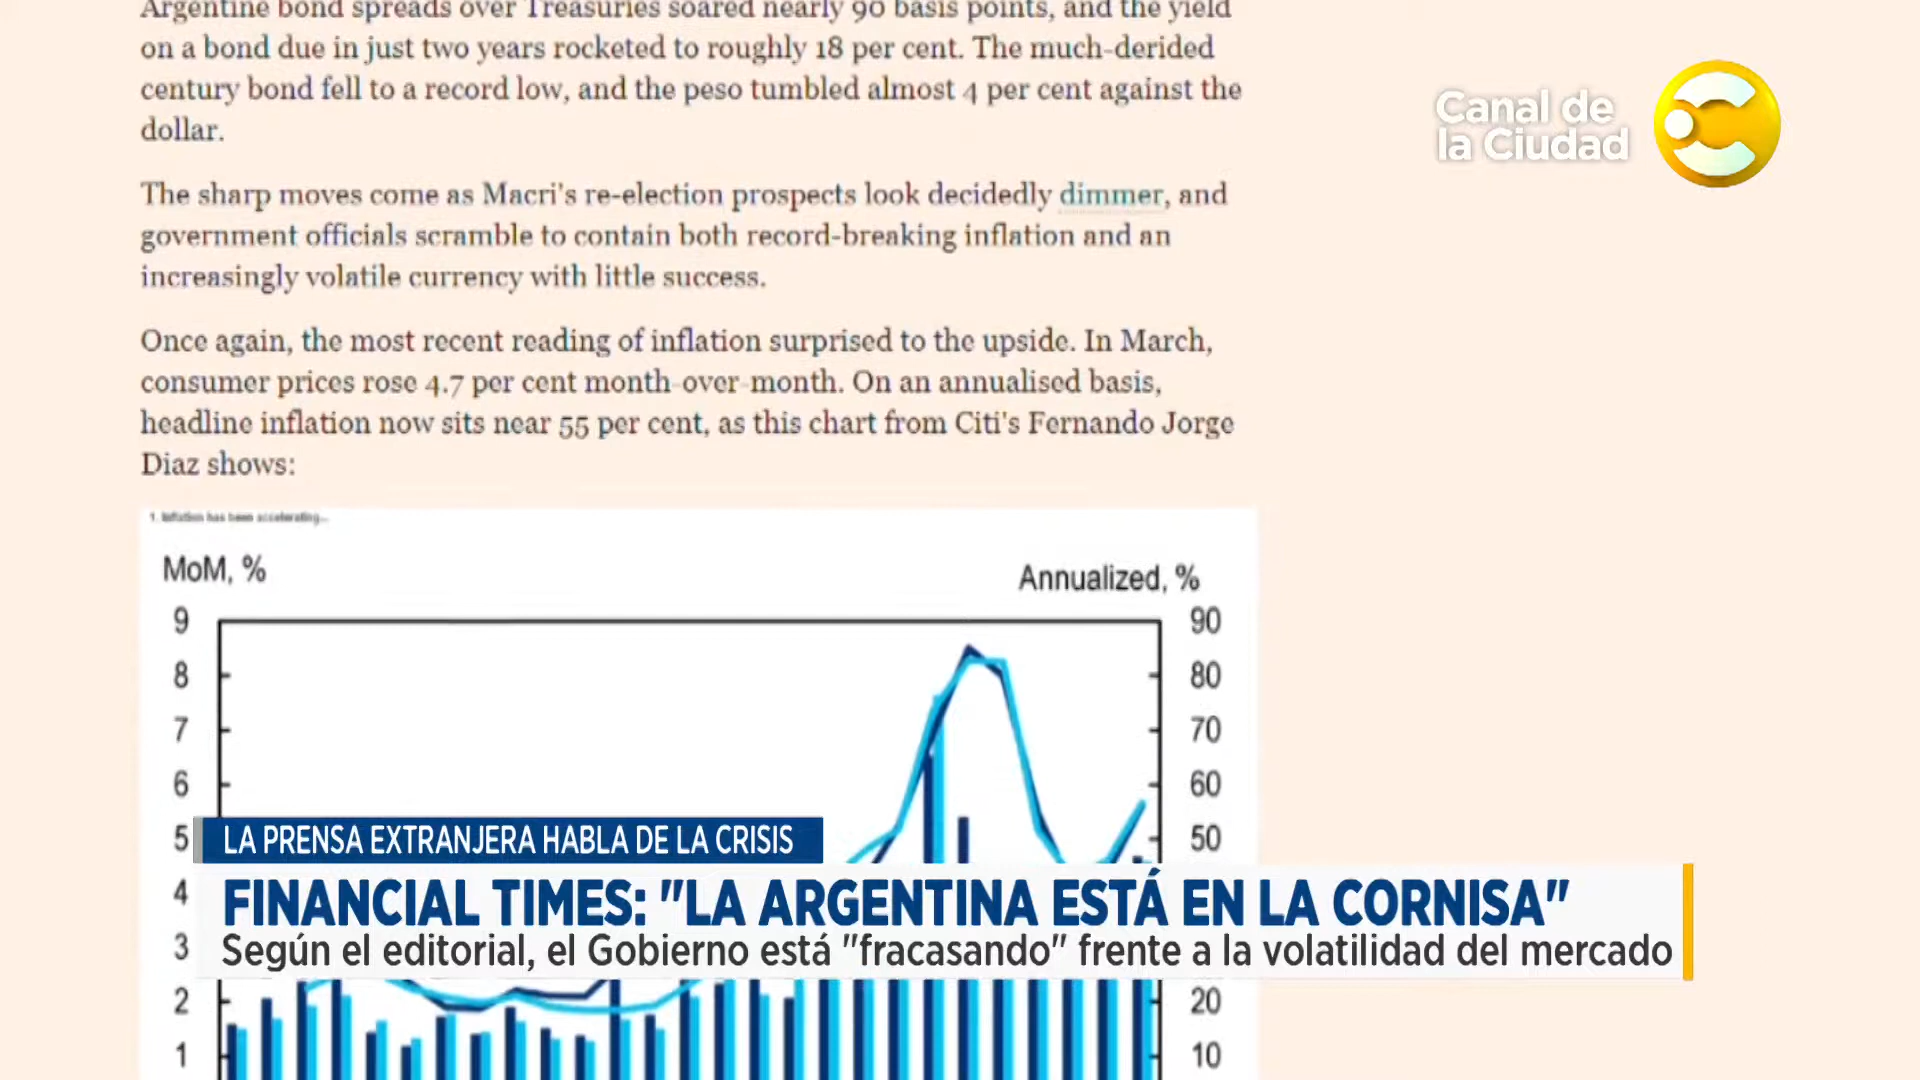 Argentine bond spreads over Treasuries soared nearly 90 basis points, and the yield
on a bond due in just two years rocketed to roughly 18 per cent. The much-derided
century bond fell to a record low, and the peso tumbled almost 4 per cent against the
dollar.
Canal de
la Ciudad
The sharp moves come as Macri's re-election prospects look decidedly dimmer, and
government officials scramble to contain both record-breaking inflation and an
increasingly volatile currency with little success.
Once again, the most recent reading of inflation surprised to the upside. In March,
consumer prices rose 4.7 per cent month-over-month. On an annualised basis,
headline inflation now sits near 55 per cent, as this chart from Citi's Fernando Jorge
Diaz shows:
1. Inflation has been accelerating...
MoM, %
Annualized, %
9 90
8 80
7 70
6 60
5 50
LA PRENSA EXTRANJERA HABLA DE LA CRISIS
4
FINANCIAL TIMES: "LA ARGENTINA ESTÁ EN LA CORNISA"
3
Según el editorial, el Gobierno está "fracasando" frente a la volatilidad del mercado
2 20
1 10